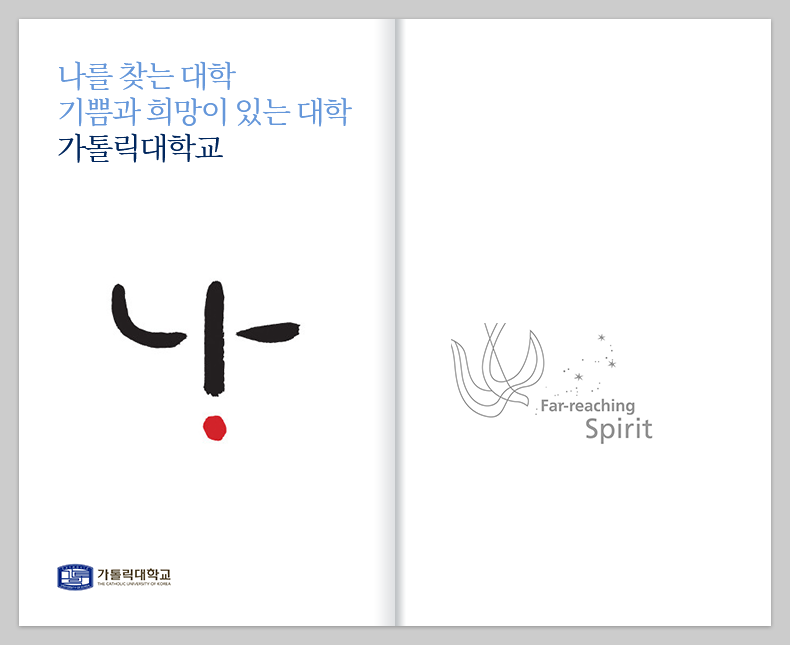 나를 찾는 대학
기쁨과 희망이 있는 대학
가톨릭대학교
나
가톨릭대학교
THE CATHOLIC UNIVERSITY OF KOREA
Far-reaching
Spirit